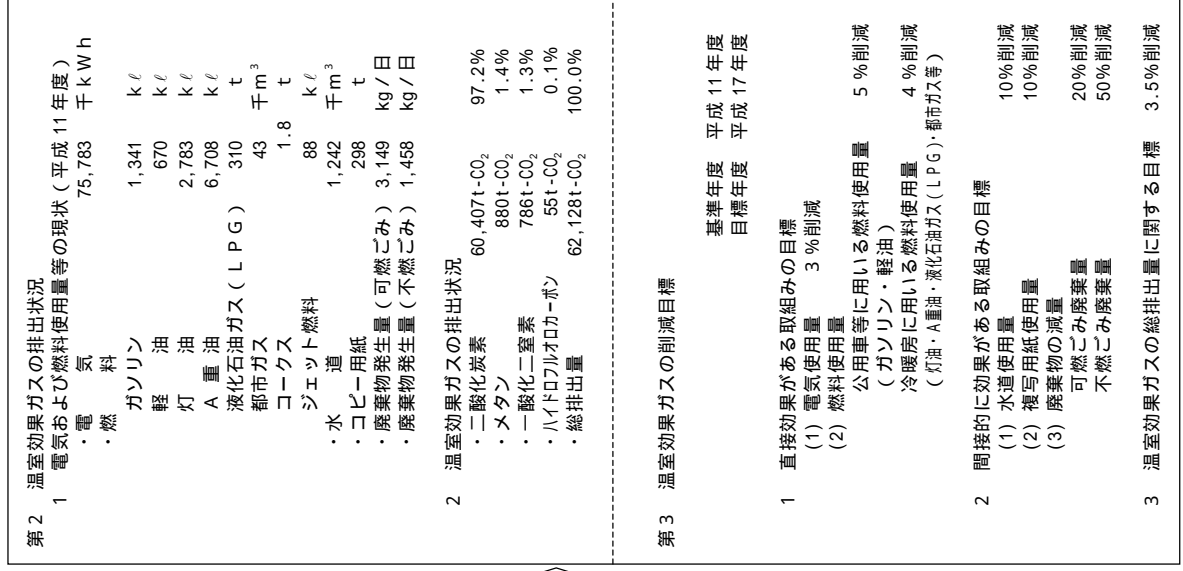 第2 温室効果ガスの排出状況
1 電気および燃料使用量等の現状(平成11年度)
・電 気 75,783 千kWh
・燃 料
ガソリン 1,341 kℓ
軽 油 670 kℓ
灯 油 2,783 kℓ
A 重 油 6,708 kℓ
液化石油ガス(LPG) 310 t
都市ガス 43 千m³
コークス 1.8 t
ジェット燃料 88 kℓ
・水 道 1,242 千m³
・コピー用紙 298 t
・廃棄物発生量(可燃ごみ) 3,149 kg/日
・廃棄物発生量(不燃ごみ) 1,458 kg/日
2 温室効果ガスの排出状況
・二酸化炭素 60,407t-CO₂ 97.2%
・メタン 880t-CO₂ 1.4%
・一酸化二窒素 786t-CO₂ 1.3%
・ハイドロフルオロカーボン 55t-CO₂ 0.1%
・総排出量 62,128t-CO₂ 100.0%
第3 温室効果ガスの削減目標
基準年度 平成11年度
目標年度 平成17年度
1 直接効果がある取組みの目標
(1) 電気使用量 3%削減
(2) 燃料使用量
公用車等に用いる燃料使用量 5%削減
(ガソリン・軽油)
冷暖房に用いる燃料使用量 4%削減
(灯油・A重油・液化石油ガス(LPG)・都市ガス等)
2 間接的に効果がある取組みの目標
(1) 水道使用量 10%削減
(2) 複写用紙使用量 10%削減
(3) 廃棄物の減量
可燃ごみ廃棄量 20%削減
不燃ごみ廃棄量 50%削減
3 温室効果ガスの総排出量に関する目標 3.5%削減